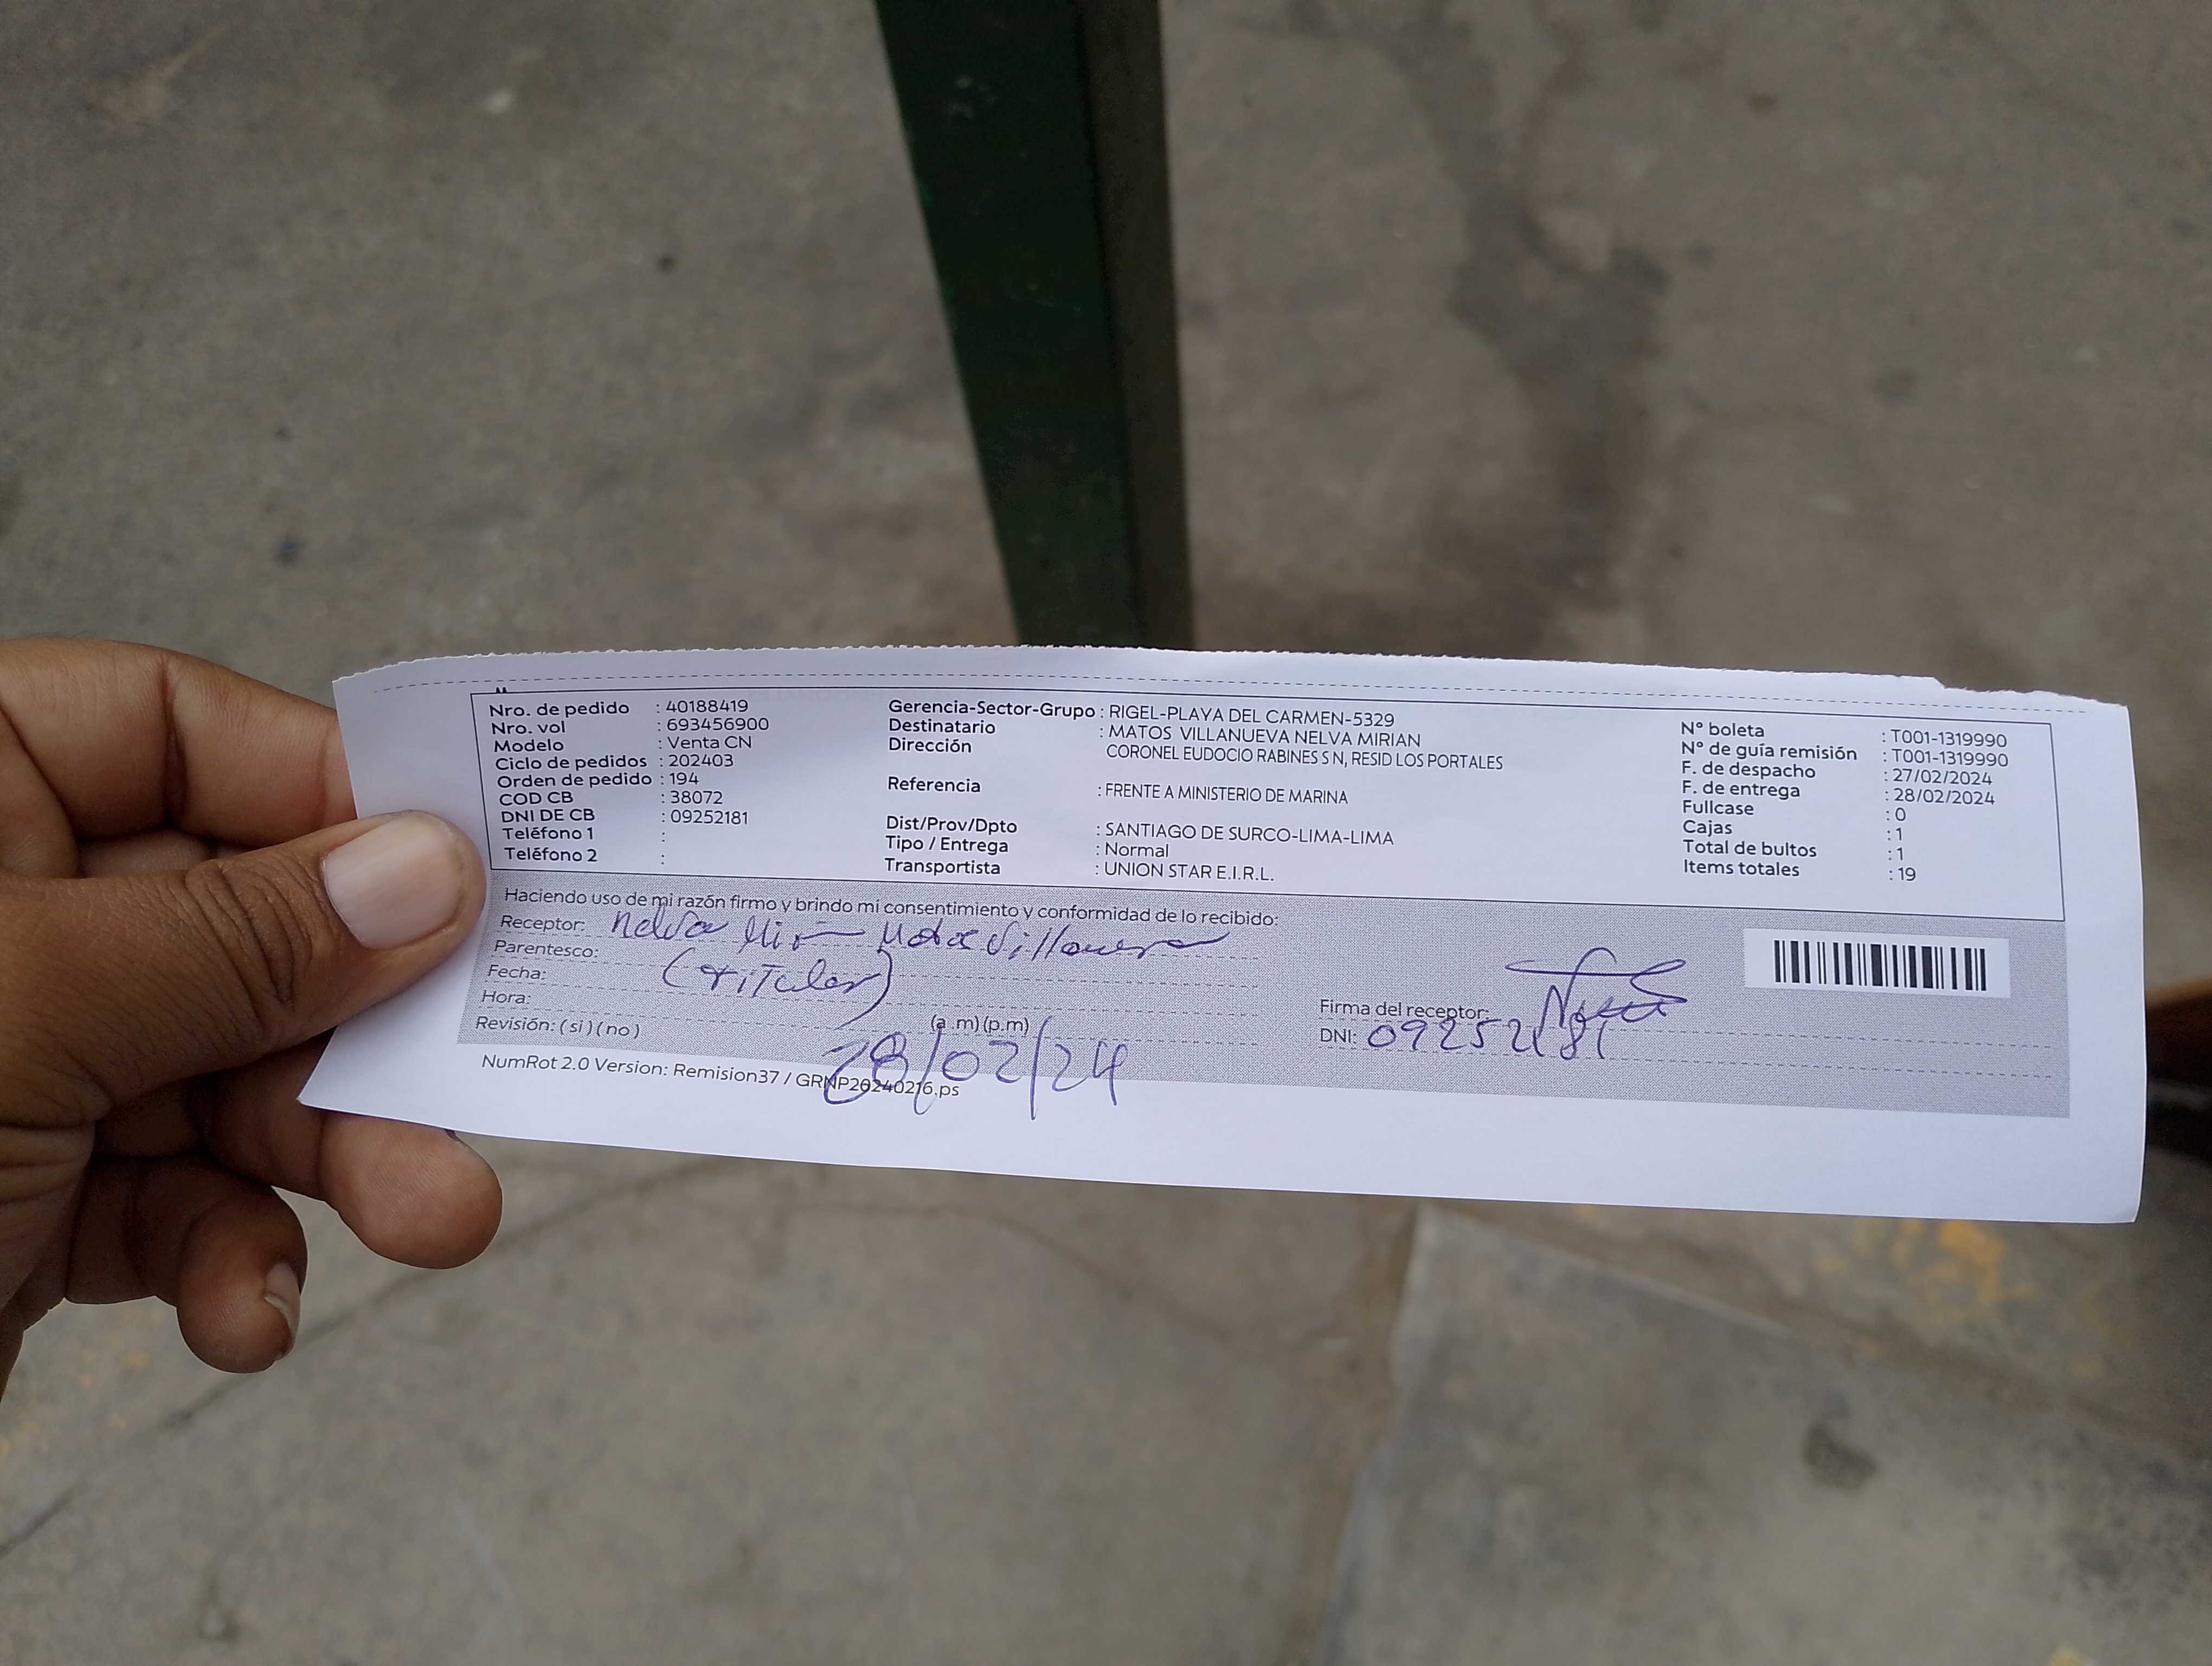 Nro. de pedido : 40188419
Nro. vol : 693456900
Modelo : Venta CN
Ciclo de pedidos : 202403
Orden de pedido : 194
COD CB : 38072
DNI DE CB : 09252181
Teléfono 1 :
Teléfono 2 :
Gerencia-Sector-Grupo : RIGEL-PLAYA DEL CARMEN-5329
Destinatario : MATOS VILLANUEVA NELVA MIRIAN
Dirección CORONEL EUDOCIO RABINES S N, RESID LOS PORTALES
Referencia : FRENTE A MINISTERIO DE MARINA
Dist/Prov/Dpto : SANTIAGO DE SURCO-LIMA-LIMA
Tipo / Entrega : Normal
Transportista : UNION STAR E.I.R.L.
N° boleta : T001-1319990
N° de guía remisión : T001-1319990
F. de despacho : 27/02/2024
F. de entrega : 28/02/2024
Fullcase : 0
Cajas : 1
Total de bultos : 1
Items totales : 19
Haciendo uso de mi razón firmo y brindo mi consentimiento y conformidad de lo recibido:
Receptor: Nelva
Parentesco: (titular)
Fecha:
Hora: (a.m) (p.m)
Revisión: ( si ) ( no ) 28/02/24
Firma del receptor:
DNI: 09252181
NumRot 2.0 Version: Remision37 / GRNP20240216.ps